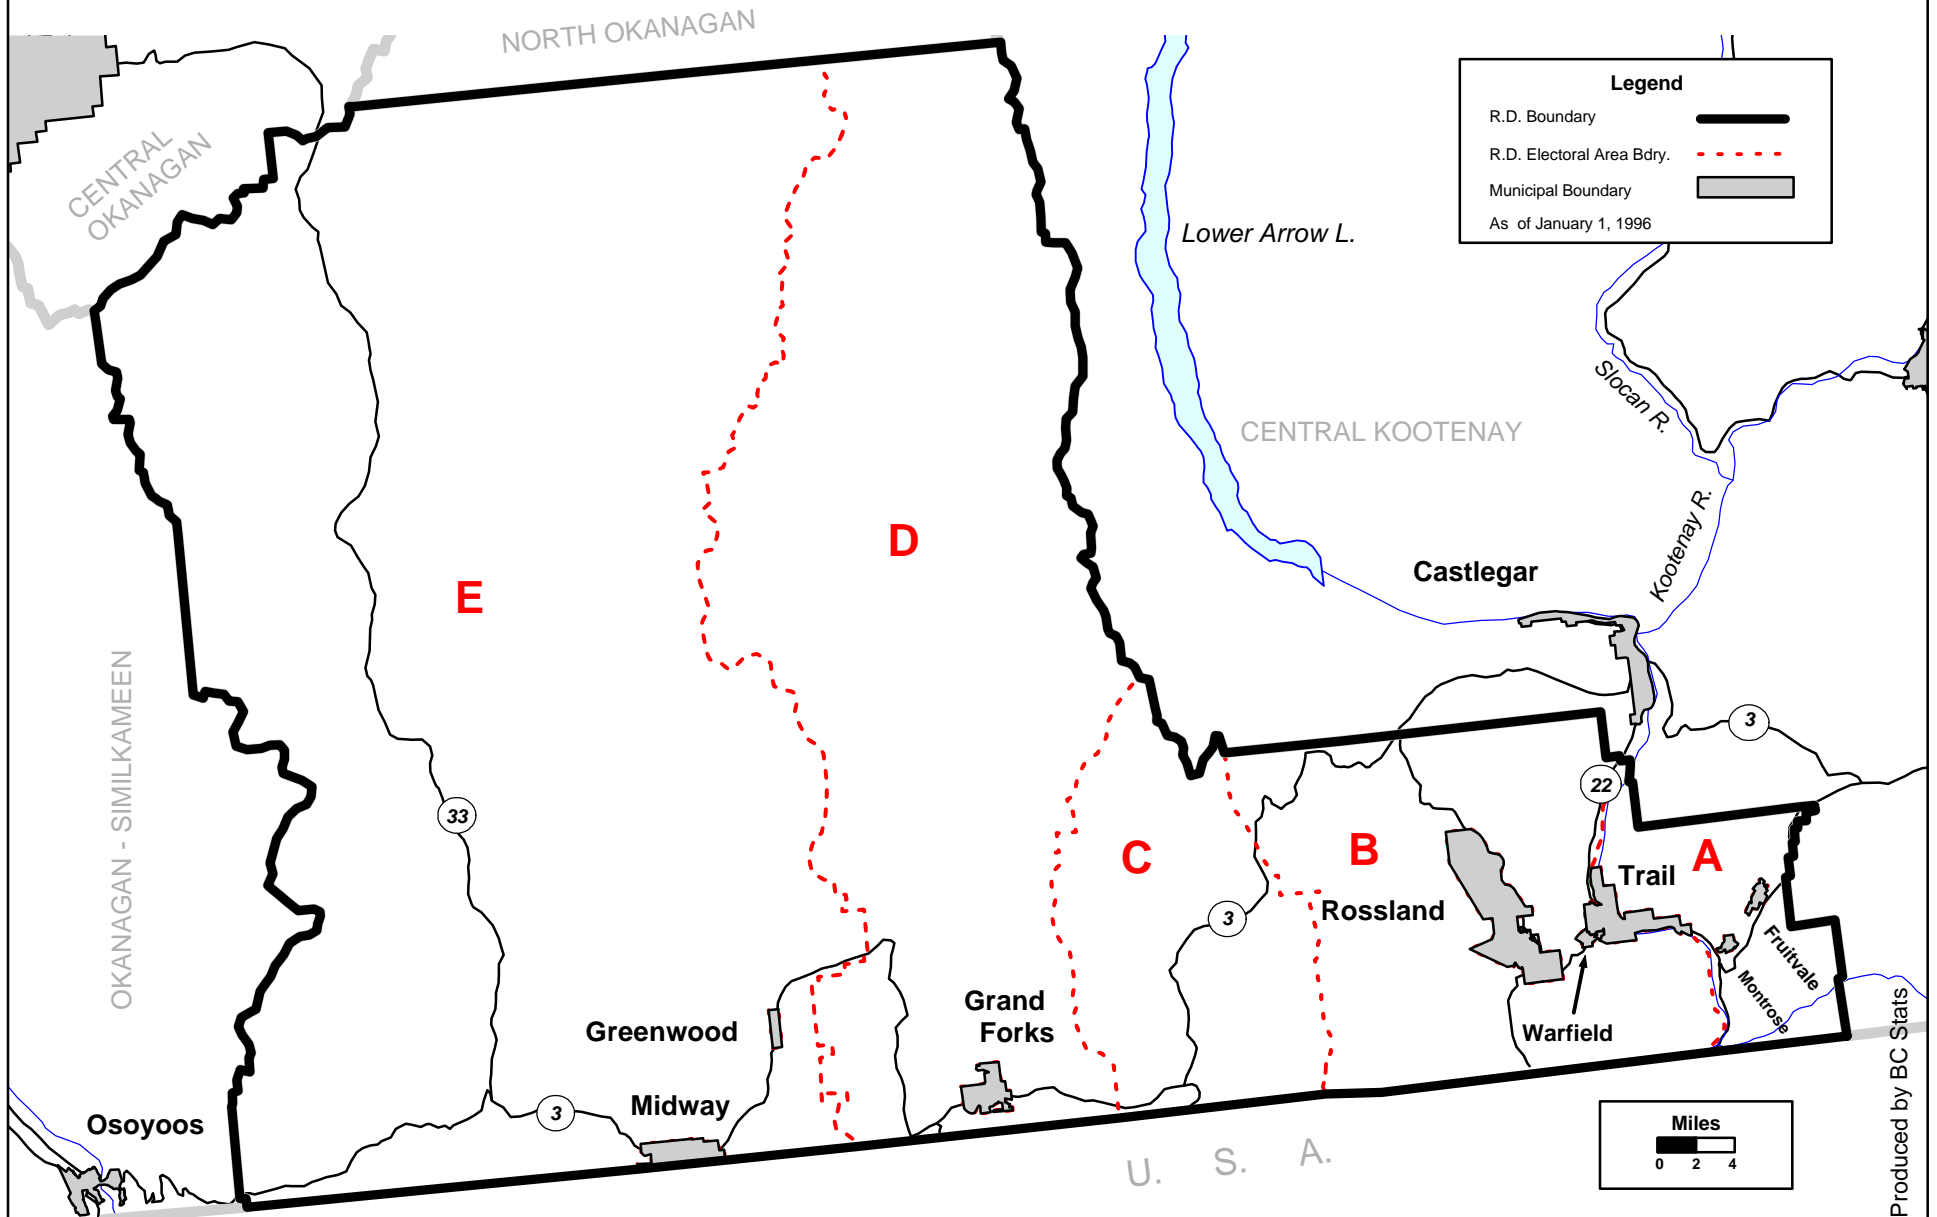 NORTH OKANAGAN
CENTRAL
OKANAGAN
Legend
R.D. Boundary
R.D. Electoral Area Bdry.
Municipal Boundary
As of January 1, 1996
Lower Arrow L.
Slocan R.
CENTRAL KOOTENAY
Kootenay R.
D
E
Castlegar
OKANAGAN - SIMILKAMEEN
3
33
22
C
B
A
Trail
Rossland
3
Fruitvale
Montrose
Grand
Forks
Greenwood
Warfield
Midway
3
Osoyoos
U. S. A.
Miles
0 2 4
Produced by BC Stats